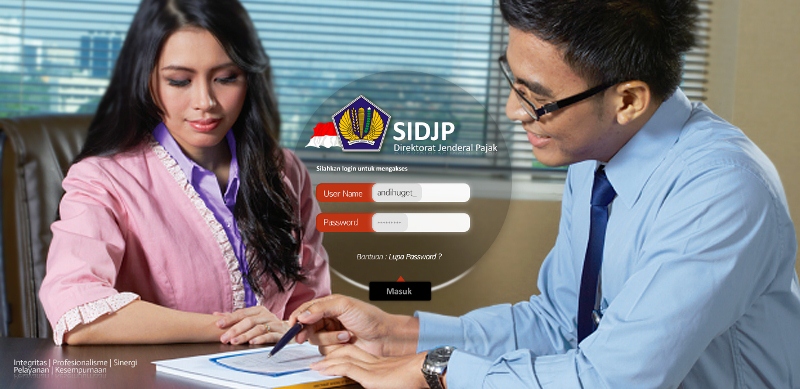 SIDJP
Direktorat Jenderal Pajak
Silahkan login untuk mengakses
User Name andihuget_
Password --------
Bantuan : Lupa Password ?
Masuk
Integritas | Profesionalisme | Sinergi
Pelayanan | Kesempurnaan